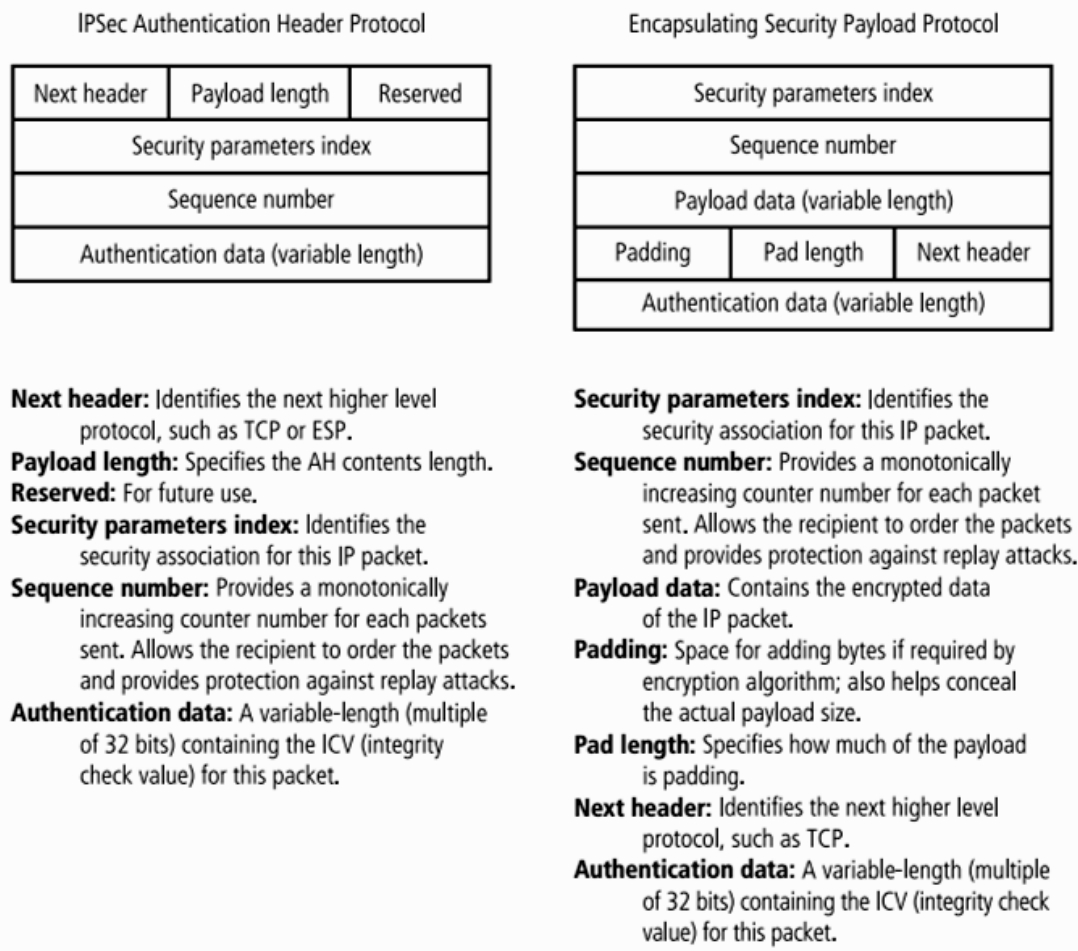 IPSec Authentication Header Protocol
Next header Payload length Reserved
Security parameters index
Sequence number
Authentication data (variable length)
Next header: Identifies the next higher level
protocol, such as TCP or ESP.
Payload length: Specifies the AH contents length.
Reserved: For future use.
Security parameters index: Identifies the
security association for this IP packet.
Sequence number: Provides a monotonically
increasing counter number for each packets
sent. Allows the recipient to order the packets
and provides protection against replay attacks.
Authentication data: A variable-length (multiple
of 32 bits) containing the ICV (integrity
check value) for this packet.
Encapsulating Security Payload Protocol
Security parameters index
Sequence number
Payload data (variable length)
Padding Pad length Next header
Authentication data (variable length)
Security parameters index: Identifies the
security association for this IP packet.
Sequence number: Provides a monotonically
increasing counter number for each packet
sent. Allows the recipient to order the packets
and provides protection against replay attacks.
Payload data: Contains the encrypted data
of the IP packet.
Padding: Space for adding bytes if required by
encryption algorithm; also helps conceal
the actual payload size.
Pad length: Specifies how much of the payload
is padding.
Next header: Identifies the next higher level
protocol, such as TCP.
Authentication data: A variable-length (multiple
of 32 bits) containing the ICV (integrity check
value) for this packet.